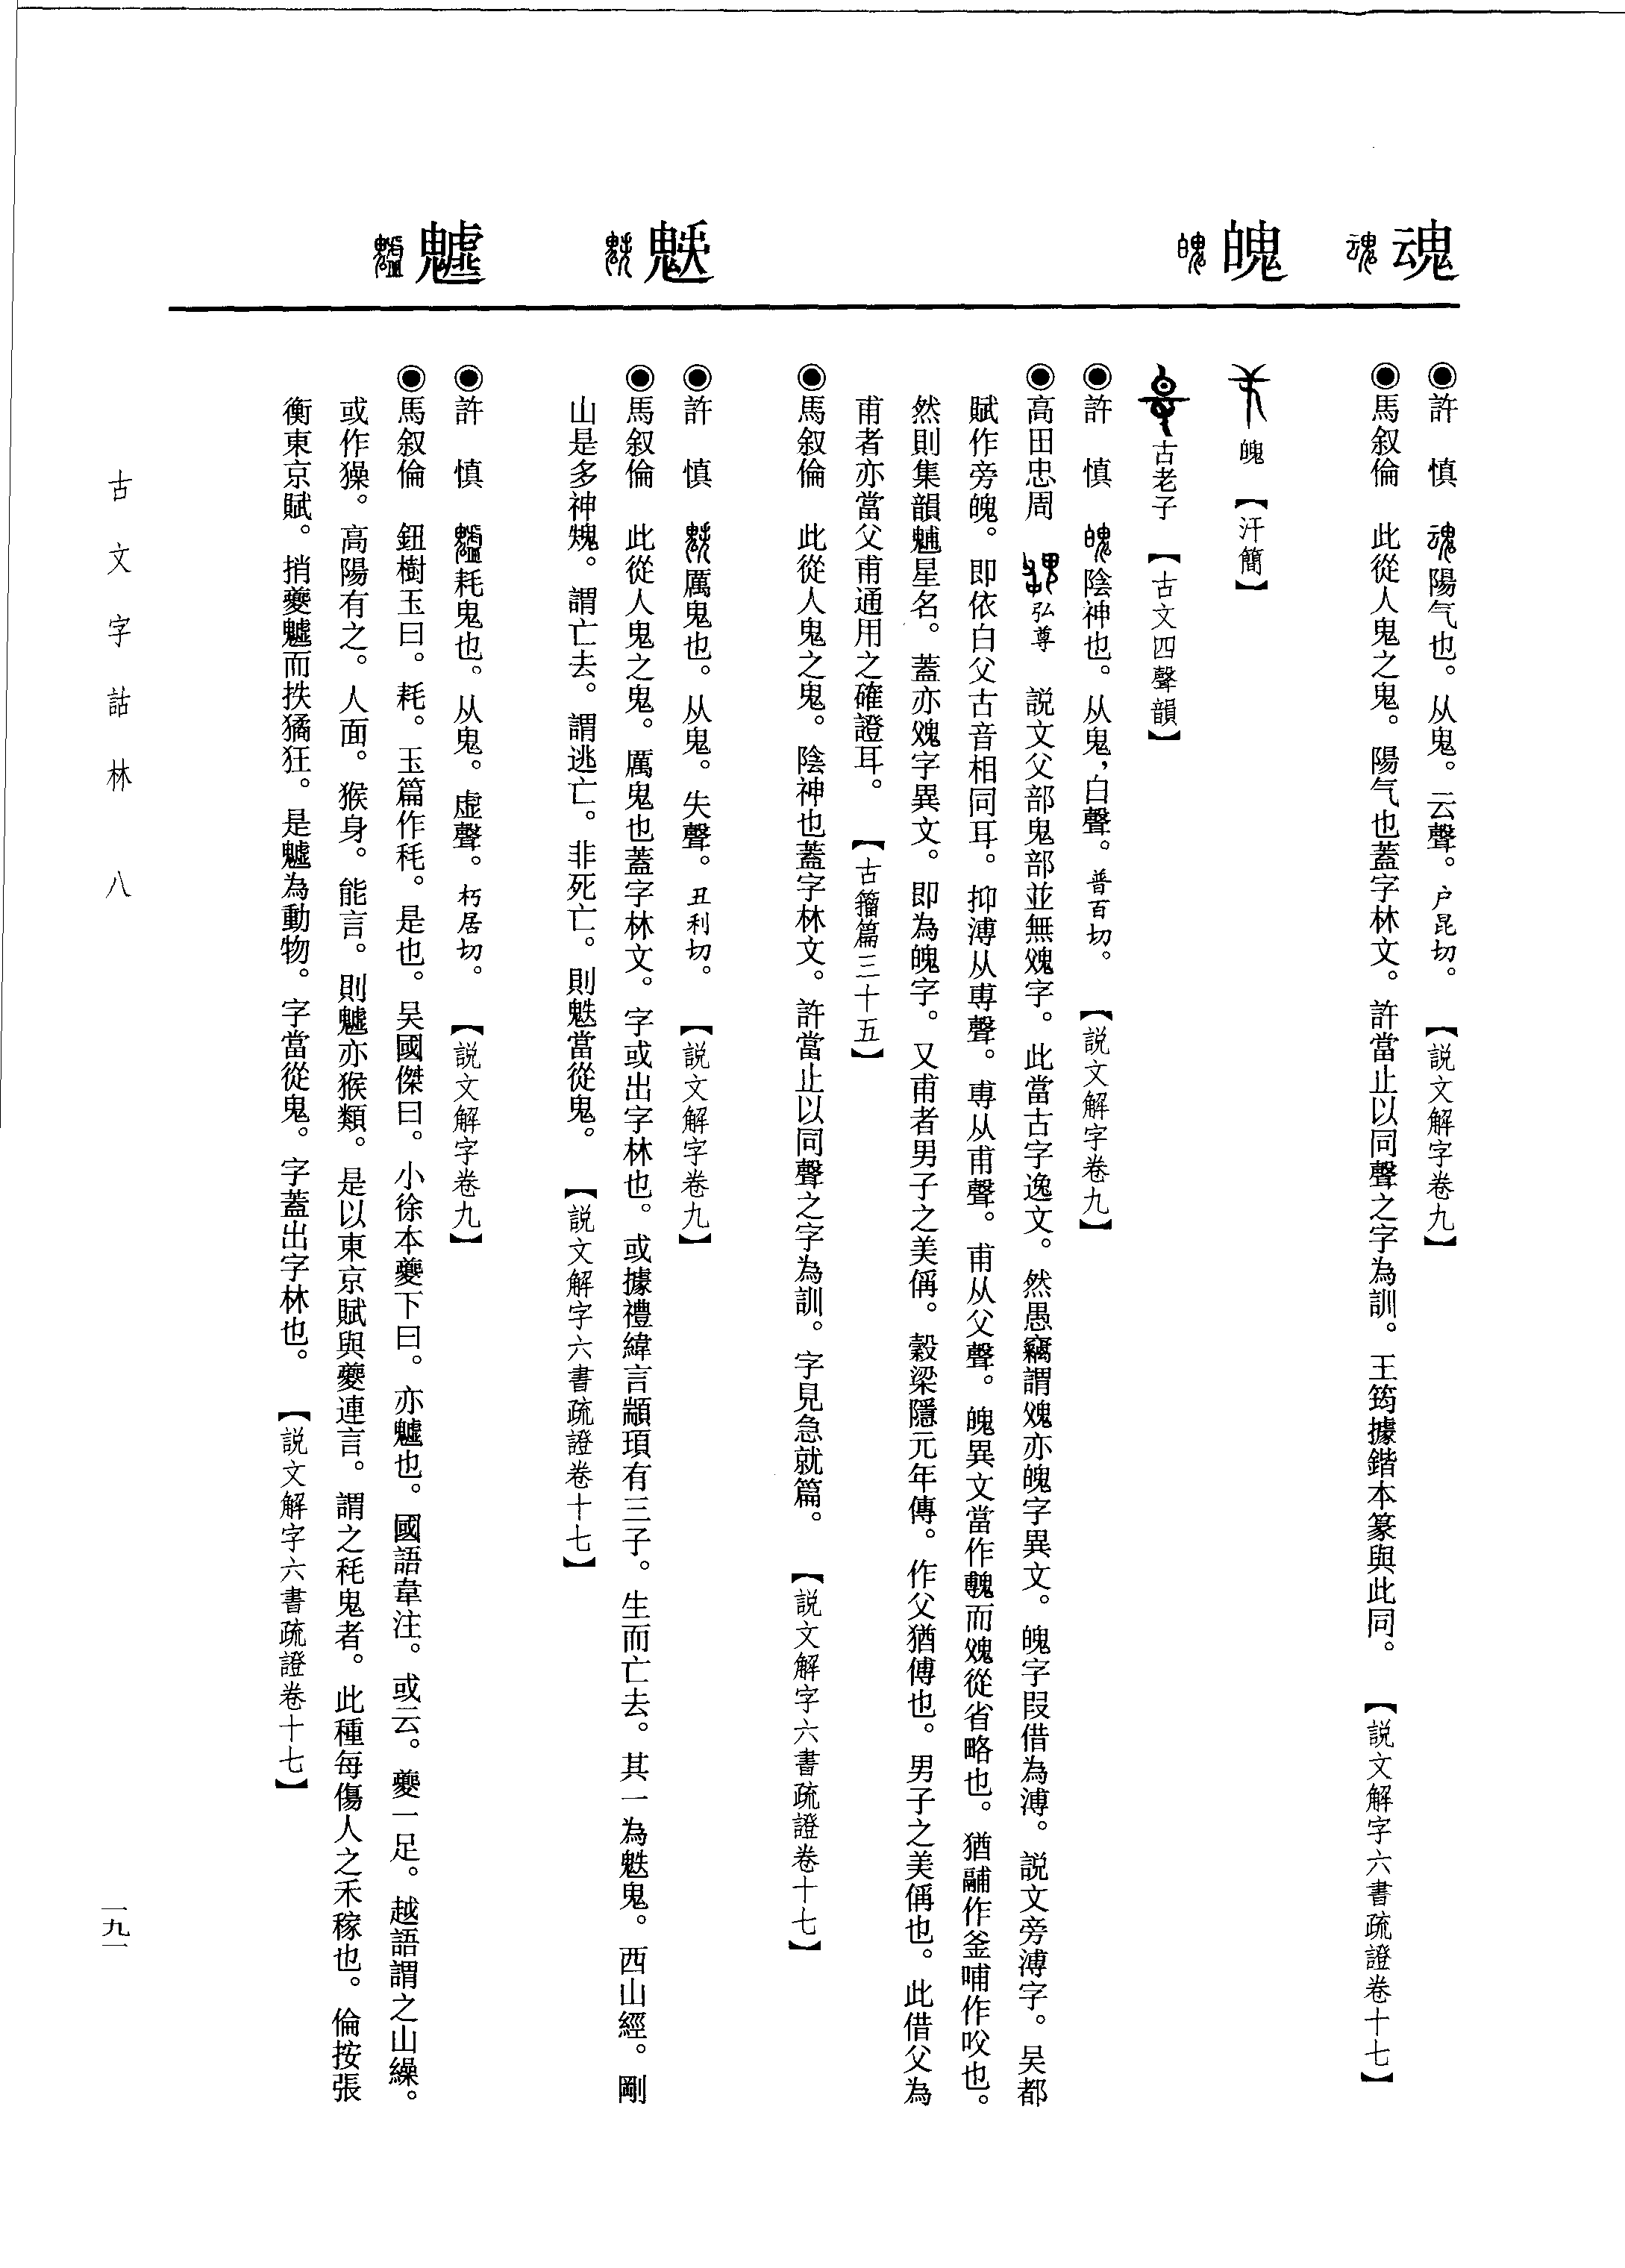 魂
魄
魅
魖
◉許　慎　陽气也。从鬼。云聲。户昆切。　【説文解字卷九】
◉馬叙倫　此從人鬼之鬼。陽气也蓋字林文。許當止以同聲之字為訓。王筠據鍇本篆與此同。　【説文解字六書疏證卷十七】
魄　【汗簡】
古老子　【古文四聲韻】
◉許　慎　陰神也。从鬼，白聲。普百切。　【説文解字卷九】
◉高田忠周　弘尊　説文父部鬼部並無字。此當古字逸文。然愚竊謂亦魄字異文。魄字叚借為溥。説文旁溥字。吴都
賦作旁魄。即依白父古音相同耳。抑溥从尃聲。尃从甫聲。甫从父聲。魄異文當作而從省略也。猶䩉作釜哺作㕮也。
然則集韻星名。蓋亦字異文。即為魄字。又甫者男子之美偁。穀梁隱元年傳。作父猶傅也。男子之美偁也。此借父為
甫者亦當父甫通用之確證耳。　【古籀篇三十五】
◉馬叙倫　此從人鬼之鬼。陰神也蓋字林文。許當止以同聲之字為訓。字見急就篇。　【説文解字六書疏證卷十七】
◉許　慎　厲鬼也。从鬼。失聲。丑利切。　【説文解字卷九】
◉馬叙倫　此從人鬼之鬼。厲鬼也蓋字林文。字或出字林也。或據禮緯言顓頊有三子。生而亡去。其一為鬼。西山經。剛
山是多神。謂亡去。謂逃亡。非死亡。則當從鬼。　【説文解字六書疏證卷十七】
◉許　慎　耗鬼也。从鬼。虚聲。朽居切。　【説文解字卷九】
◉馬叙倫　鈕樹玉曰。耗。玉篇作秏。是也。吴國傑曰。小徐本夔下曰。亦魖也。國語韋注。或云。夔一足。越語謂之山繰。
或作獋。高陽有之。人面。猴身。能言。則魖亦猴類。是以東京賦與夔連言。謂之秏鬼者。此種每傷人之禾稼也。倫按張
衡東京賦。捎夔魖而抶獝狂。是魖為動物。字當從鬼。字蓋出字林也。　【説文解字六書疏證卷十七】
古文字詁林　八
一九一